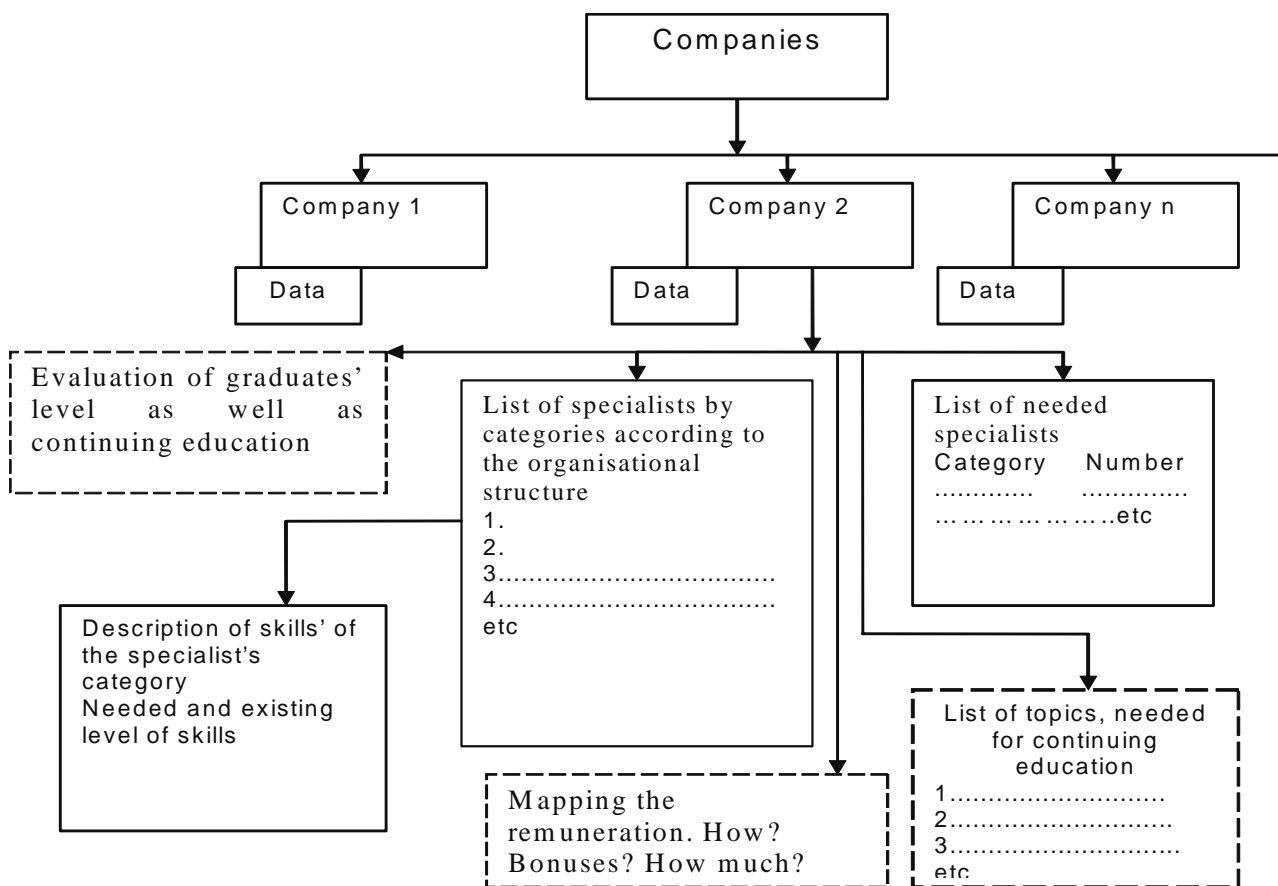 Companies
Company 1
Company 2
Company n
Data
Data
Data
Evaluation of graduates’
level as well as
continuing education
List of specialists by
categories according to
the organisational
structure
1.
2.
3.....................................
4.....................................
etc
List of needed
specialists
Category Number
............. ..............
… … … … … … ..etc
Description of skills’ of
the specialist’s
category
Needed and existing
level of skills
Mapping the
remuneration. How?
Bonuses? How much?
List of topics, needed
for continuing
education
1............................
2.............................
3..............................
etc